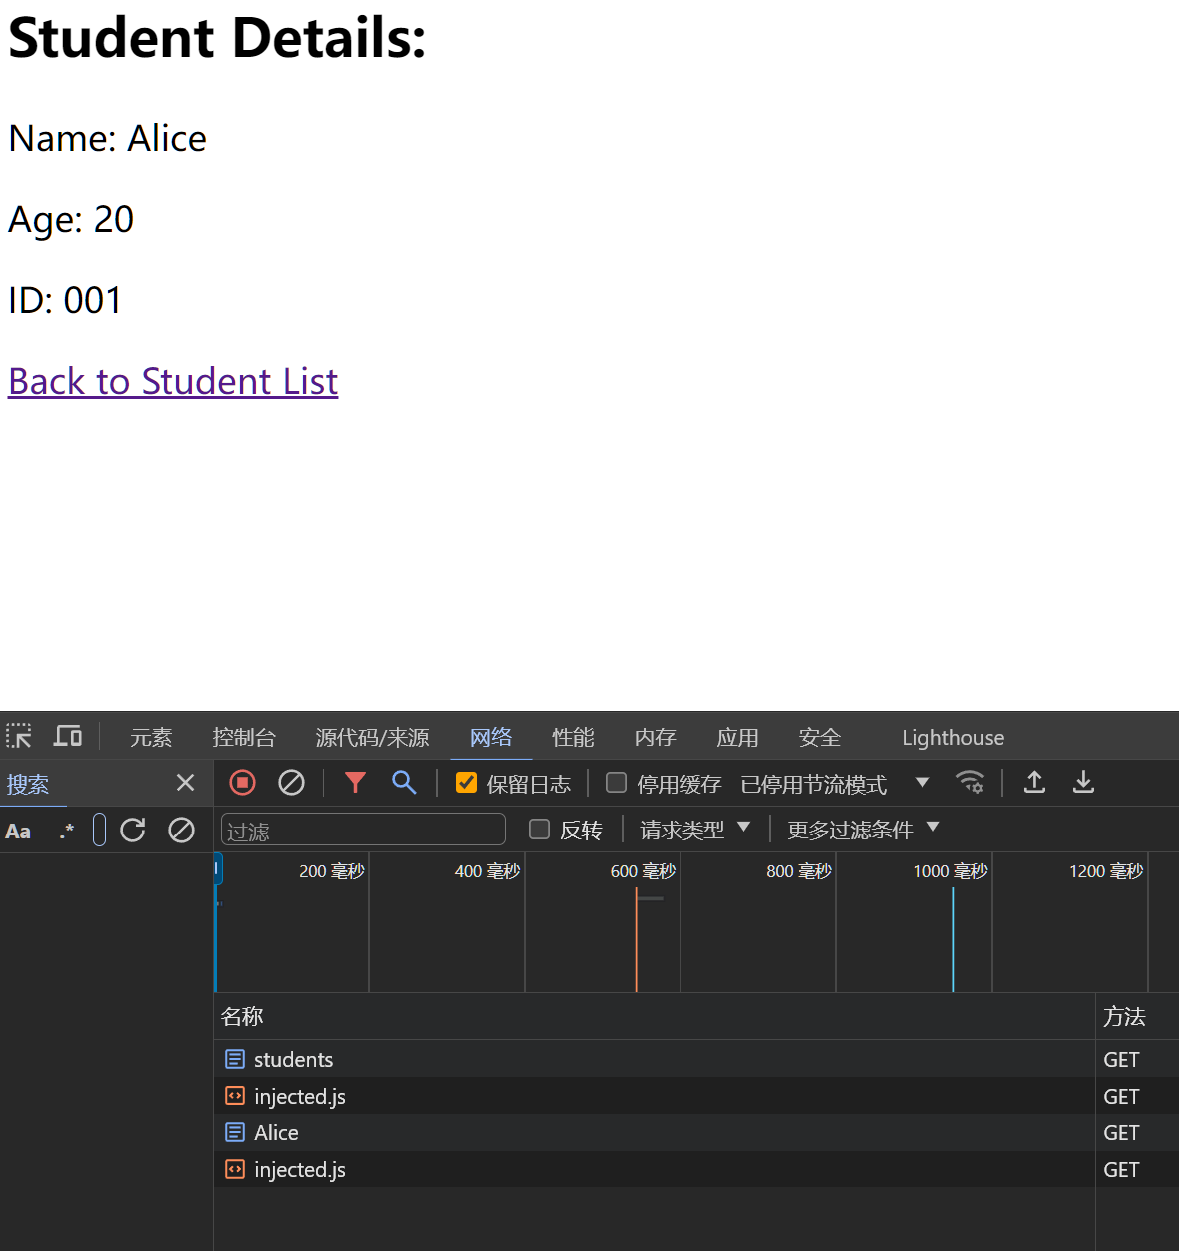 Student Details:
Name: Alice
Age: 20
ID: 001
Back to Student List
元素 控制台 源代码/来源 网络 性能 内存 应用 安全 Lighthouse
搜索 保留日志 停用缓存 已停用节流模式
Aa .* 过滤 反转 请求类型 更多过滤条件
200 毫秒 400 毫秒 600 毫秒 800 毫秒 1000 毫秒 1200 毫秒
名称 方法
students GET
injected.js GET
Alice GET
injected.js GET